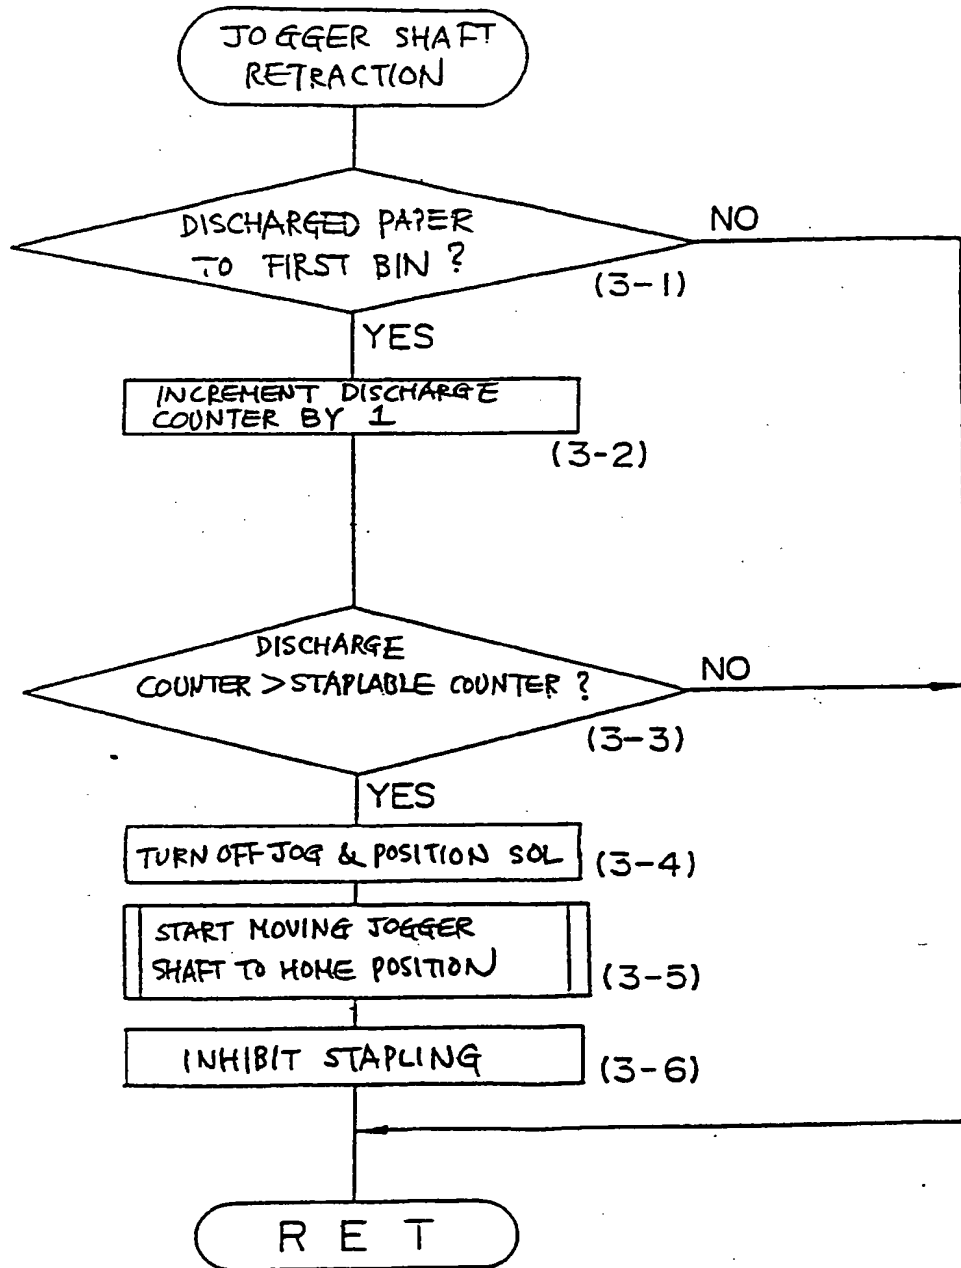 JOGGER SHAFT
RETRACTION
DISCHARGED PAPER
TO FIRST BIN ?
NO
(3-1)
YES
INCREMENT DISCHARGE
COUNTER BY 1
(3-2)
DISCHARGE
COUNTER > STAPLABLE COUNTER ?
NO
(3-3)
YES
TURN OFF JOG & POSITION SOL
(3-4)
START MOVING JOGGER
SHAFT TO HOME POSITION
(3-5)
INHIBIT STAPLING
(3-6)
RET